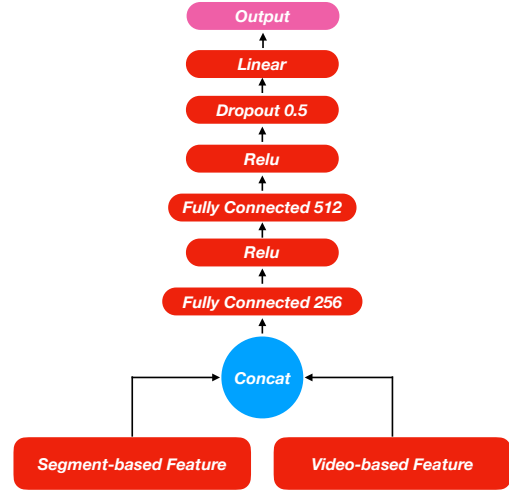 Output
Linear
Dropout 0.5
Relu
Fully Connected 512
Relu
Fully Connected 256
Concat
Segment-based Feature
Video-based Feature